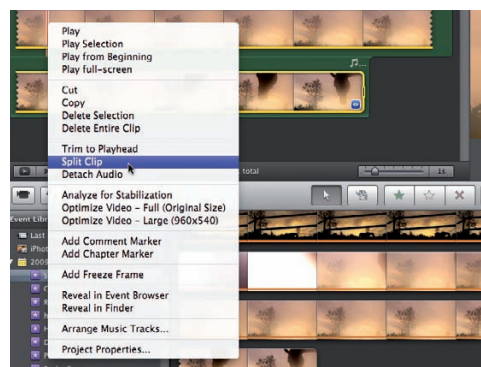 Play
Play Selection
Play from Beginning
Play full-screen
Cut
Copy
Delete Selection
Delete Entire Clip
Trim to Playhead
Split Clip
Detach Audio
total
1s
Analyze for Stabilization
Optimize Video – Full (Original Size)
Optimize Video – Large (960x540)
Event Libr
Add Comment Marker
Last
Add Chapter Marker
iPhot
2009
Add Freeze Frame
Reveal in Event Browser
Reveal in Finder
Arrange Music Tracks...
Project Properties...